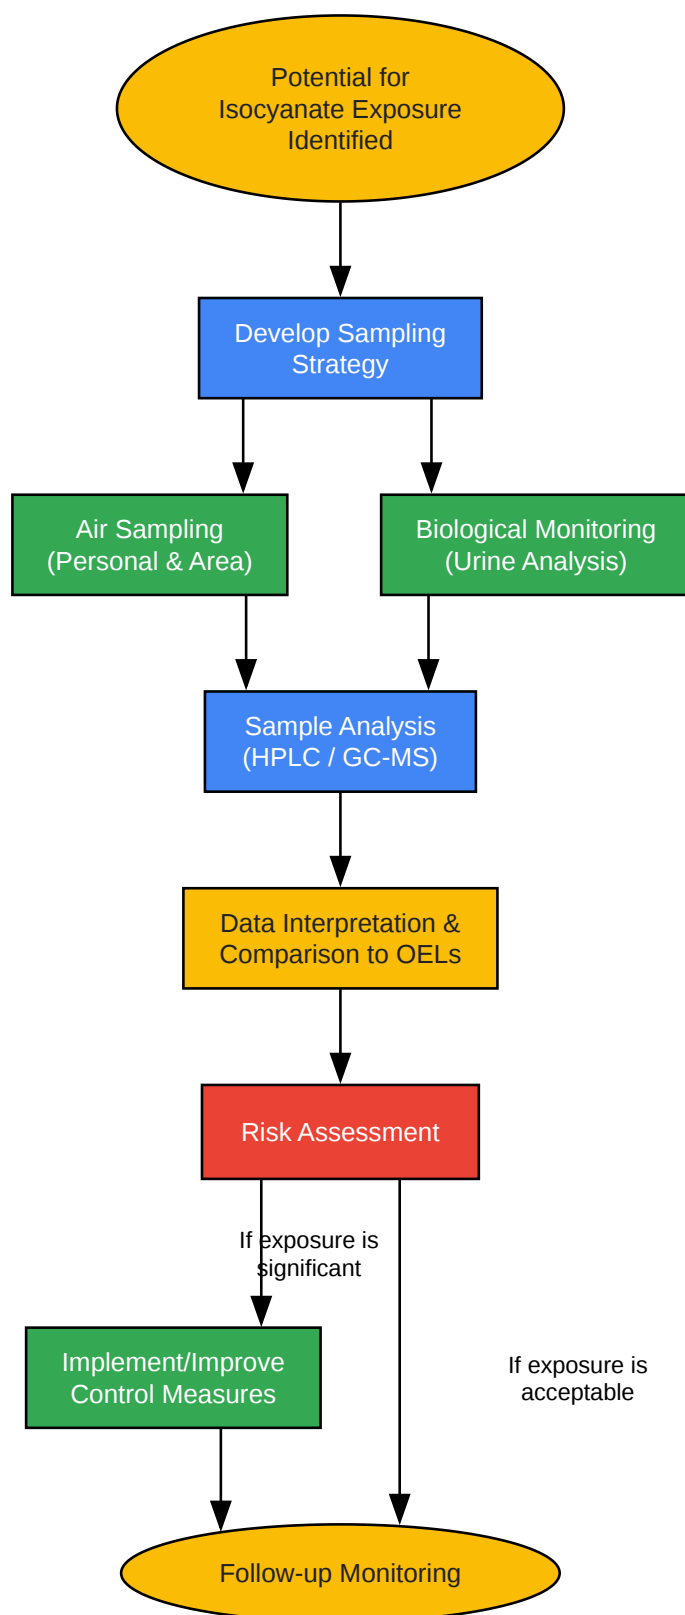 Potential for
Isocyanate Exposure
Identified
Develop Sampling
Strategy
Air Sampling
(Personal & Area)
Biological Monitoring
(Urine Analysis)
Sample Analysis
(HPLC / GC-MS)
Data Interpretation &
Comparison to OELs
Risk Assessment
If exposure is
significant
Implement/Improve
Control Measures
If exposure is
acceptable
Follow-up Monitoring